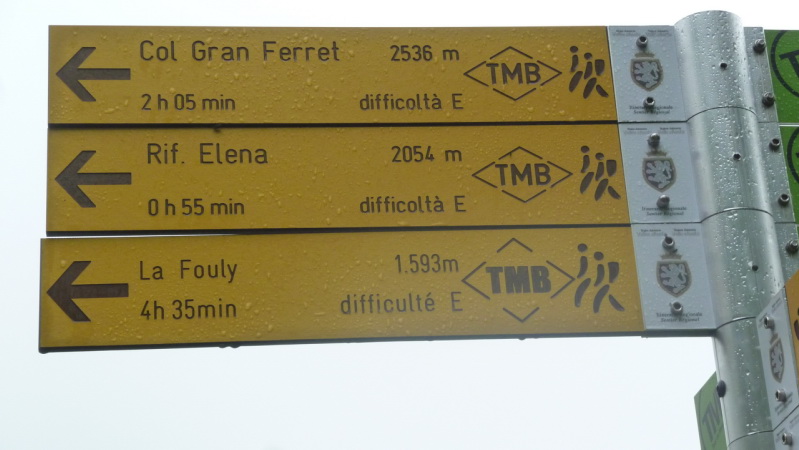 Col Gran Ferret 2536 m TMB
2 h 05 min difficoltà E
Rif. Elena 2054 m TMB
0 h 55 min difficoltà E
La Fouly 1.593m TMB
4h 35min difficulté E